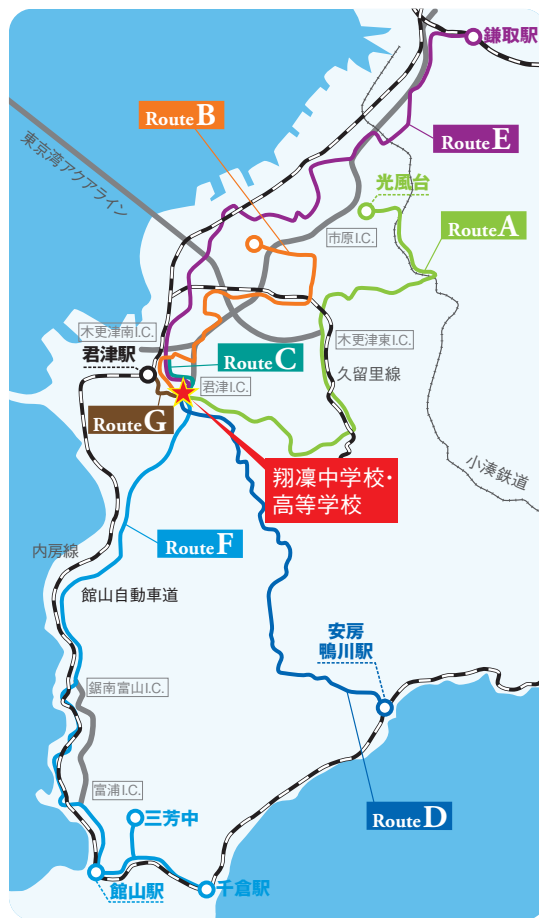 鎌取駅
Route B
Route E
東京湾アクアライン
光風台
市原I.C.
Route A
木更津南I.C.
木更津東I.C.
君津駅
Route C
久留里線
君津I.C.
Route G
小湊鉄道
翔凜中学校・
高等学校
内房線
Route F
館山自動車道
安房
鴨川駅
鋸南富山I.C.
富浦I.C.
三芳中
Route D
館山駅
千倉駅